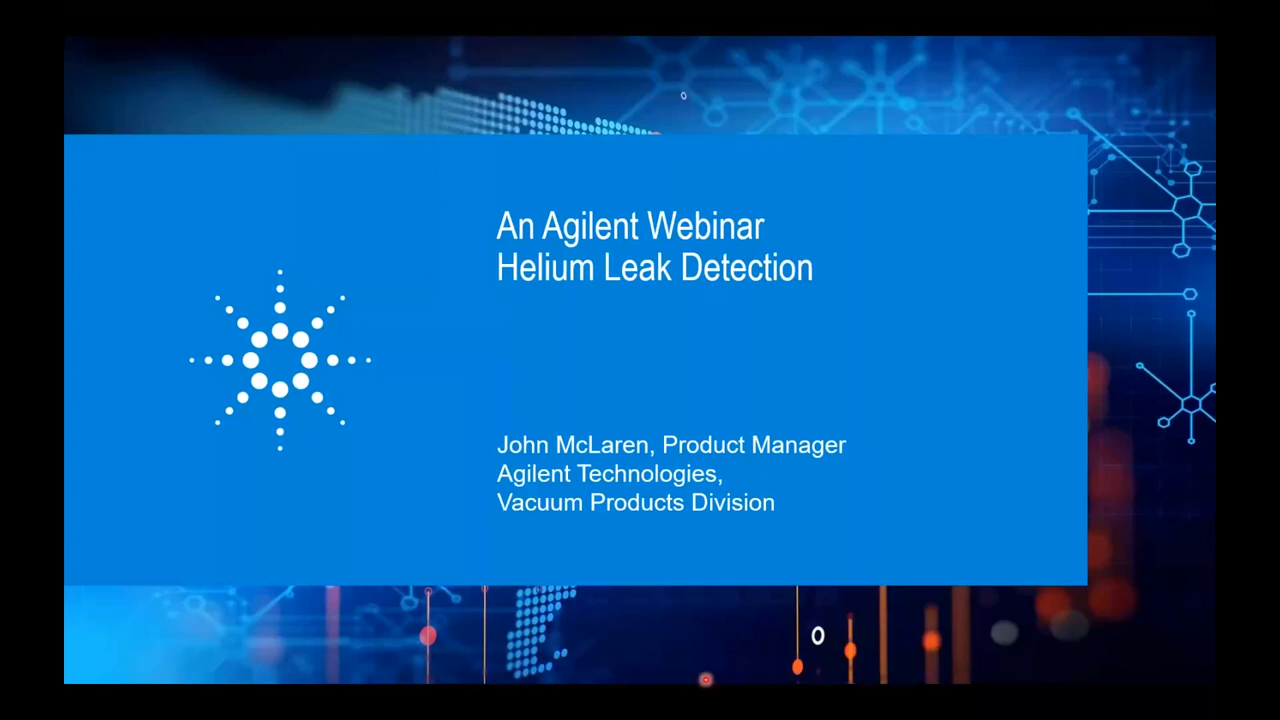 An Agilent Webinar
Helium Leak Detection
John McLaren, Product Manager
Agilent Technologies,
Vacuum Products Division